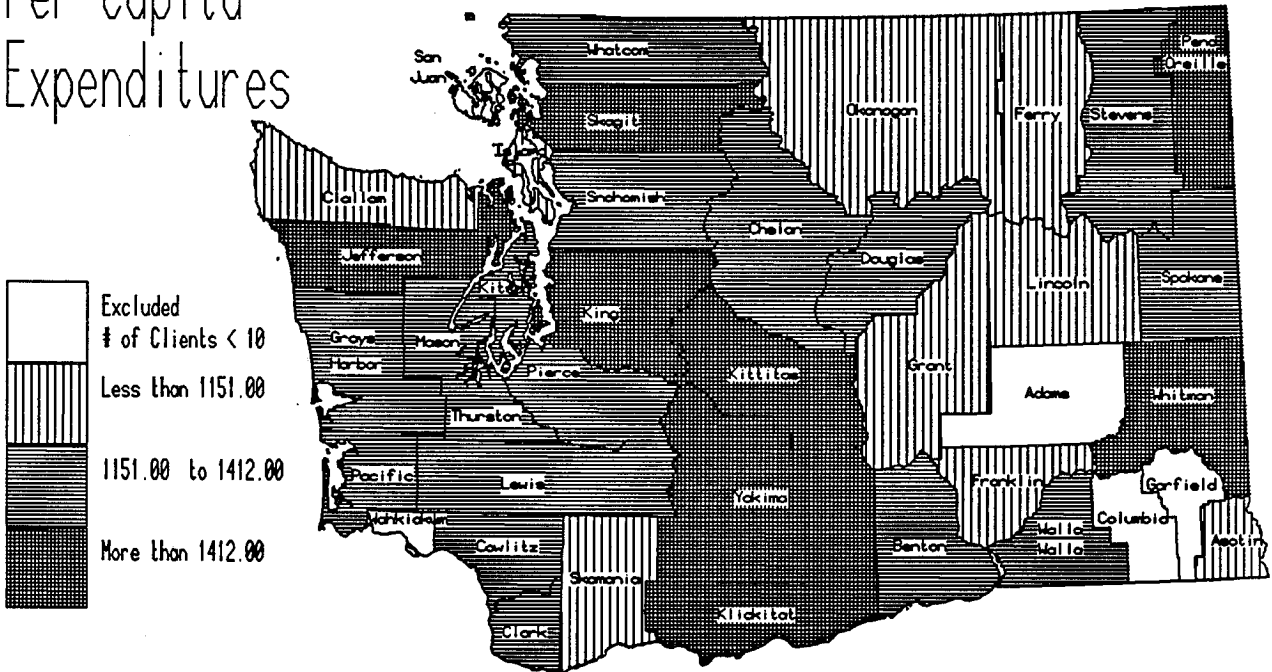 Per Capita
Expenditures
Excluded
# of Clients < 10
Less than 1151.00
1151.00 to 1412.00
More than 1412.00
San
Juan
Whatcom
Skagit
Island
Snohomish
Clallam
Jefferson
Kitsap
King
Grays
Harbor
Mason
Pierce
Thurston
Pacific
Lewis
Wahkiakum
Cowlitz
Clark
Skamania
Okanogan
Ferry
Stevens
Pend
Oreille
Chelan
Douglas
Lincoln
Spokane
Kittitas
Grant
Adams
Whitman
Yakima
Franklin
Benton
Walla
Walla
Columbia
Garfield
Asotin
Klickitat